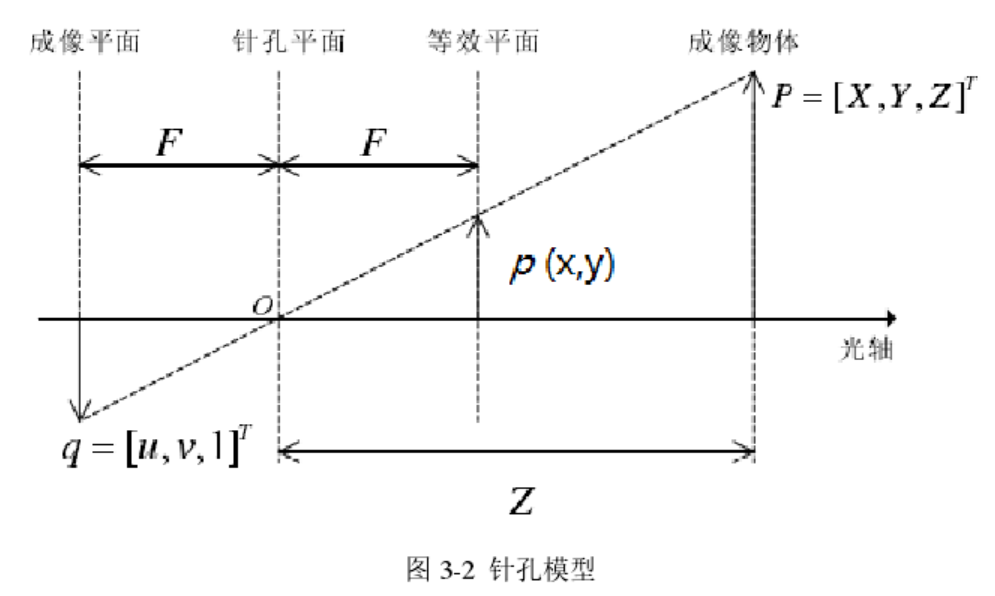 成像平面 针孔平面 等效平面 成像物体
P = [X,Y,Z]^T
F F
p (x,y)
O
光轴
q = [u,v,1]^T
Z
图 3-2 针孔模型